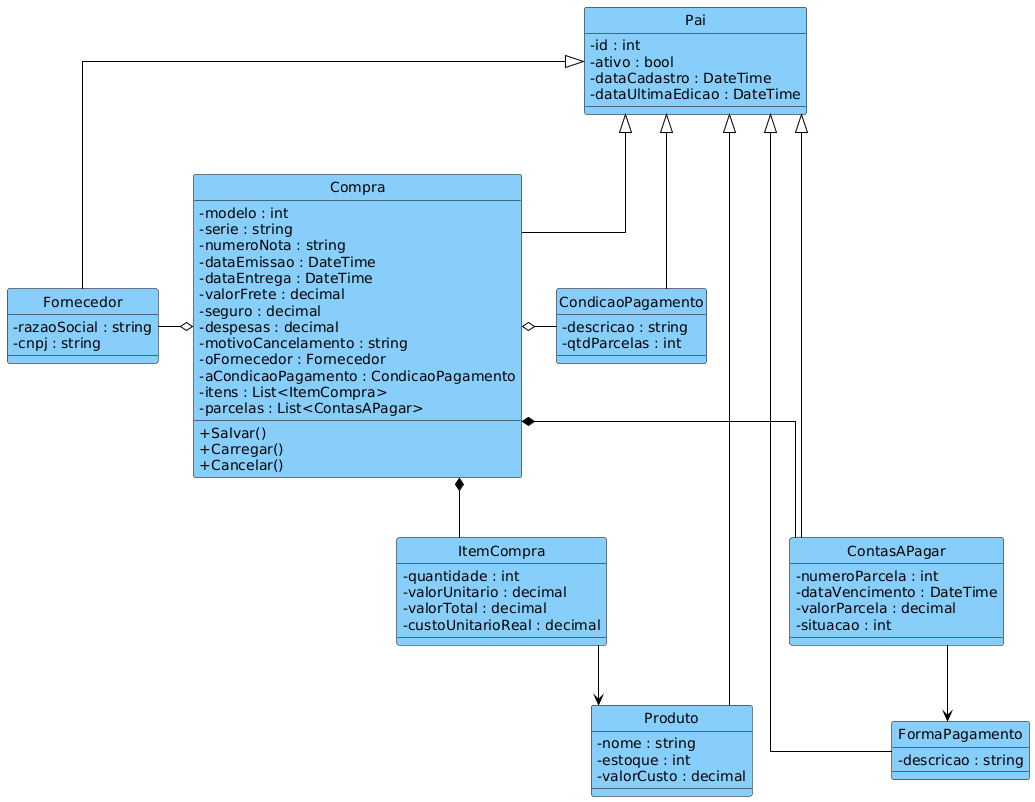 Pai
-id : int
-ativo : bool
-dataCadastro : DateTime
-dataUltimaEdicao : DateTime
Compra
-modelo : int
-serie : string
-numeroNota : string
-dataEmissao : DateTime
-dataEntrega : DateTime
-valorFrete : decimal
-seguro : decimal
-despesas : decimal
-motivoCancelamento : string
-oFornecedor : Fornecedor
-aCondicaoPagamento : CondicaoPagamento
-itens : List<ItemCompra>
-parcelas : List<ContasAPagar>
+Salvar()
+Carregar()
+Cancelar()
Fornecedor
-razaoSocial : string
-cnpj : string
CondicaoPagamento
-descricao : string
-qtdParcelas : int
ItemCompra
-quantidade : int
-valorUnitario : decimal
-valorTotal : decimal
-custoUnitarioReal : decimal
ContasAPagar
-numeroParcela : int
-dataVencimento : DateTime
-valorParcela : decimal
-situacao : int
Produto
-nome : string
-estoque : int
-valorCusto : decimal
FormaPagamento
-descricao : string